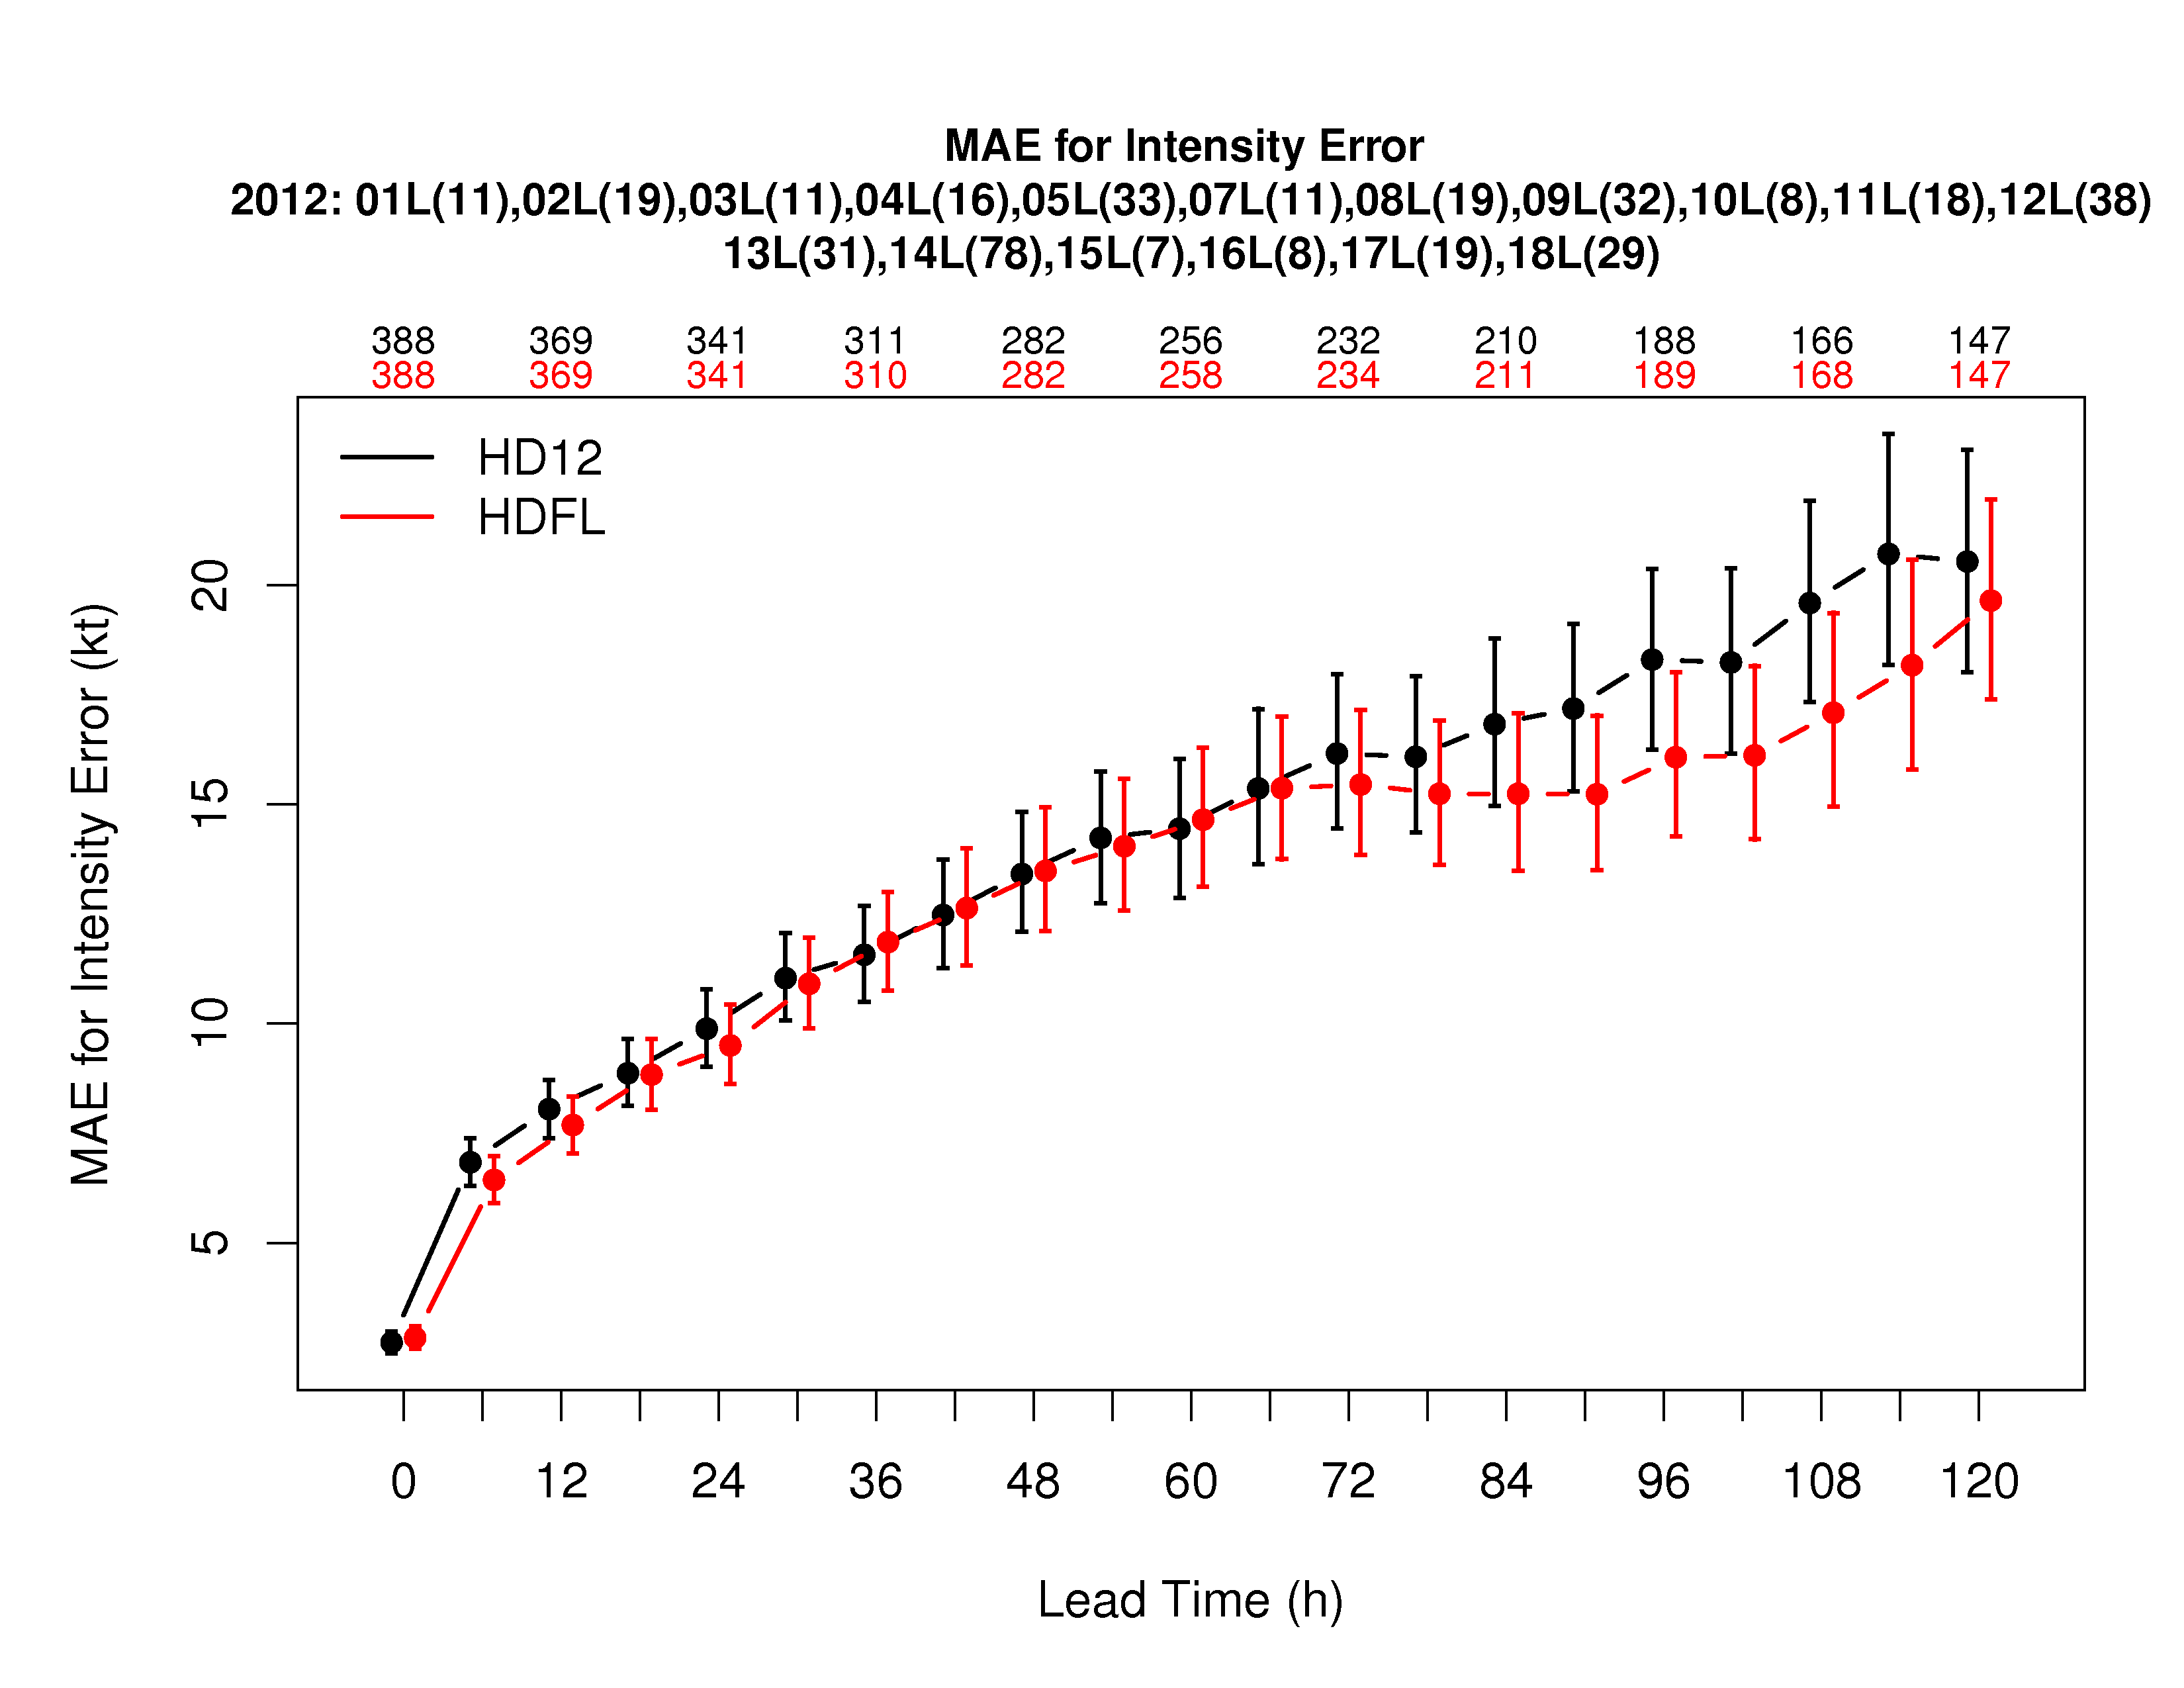 MAE for Intensity Error
2012: 01L(11),02L(19),03L(11),04L(16),05L(33),07L(11),08L(19),09L(32),10L(8),11L(18),12L(38)
13L(31),14L(78),15L(7),16L(8),17L(19),18L(29)
388 369 341 311 282 256 232 210 188 166 147
388 369 341 310 282 258 234 211 189 168 147
HD12
HDFL
MAE for Intensity Error (kt)
20
15
10
5
0 12 24 36 48 60 72 84 96 108 120
Lead Time (h)